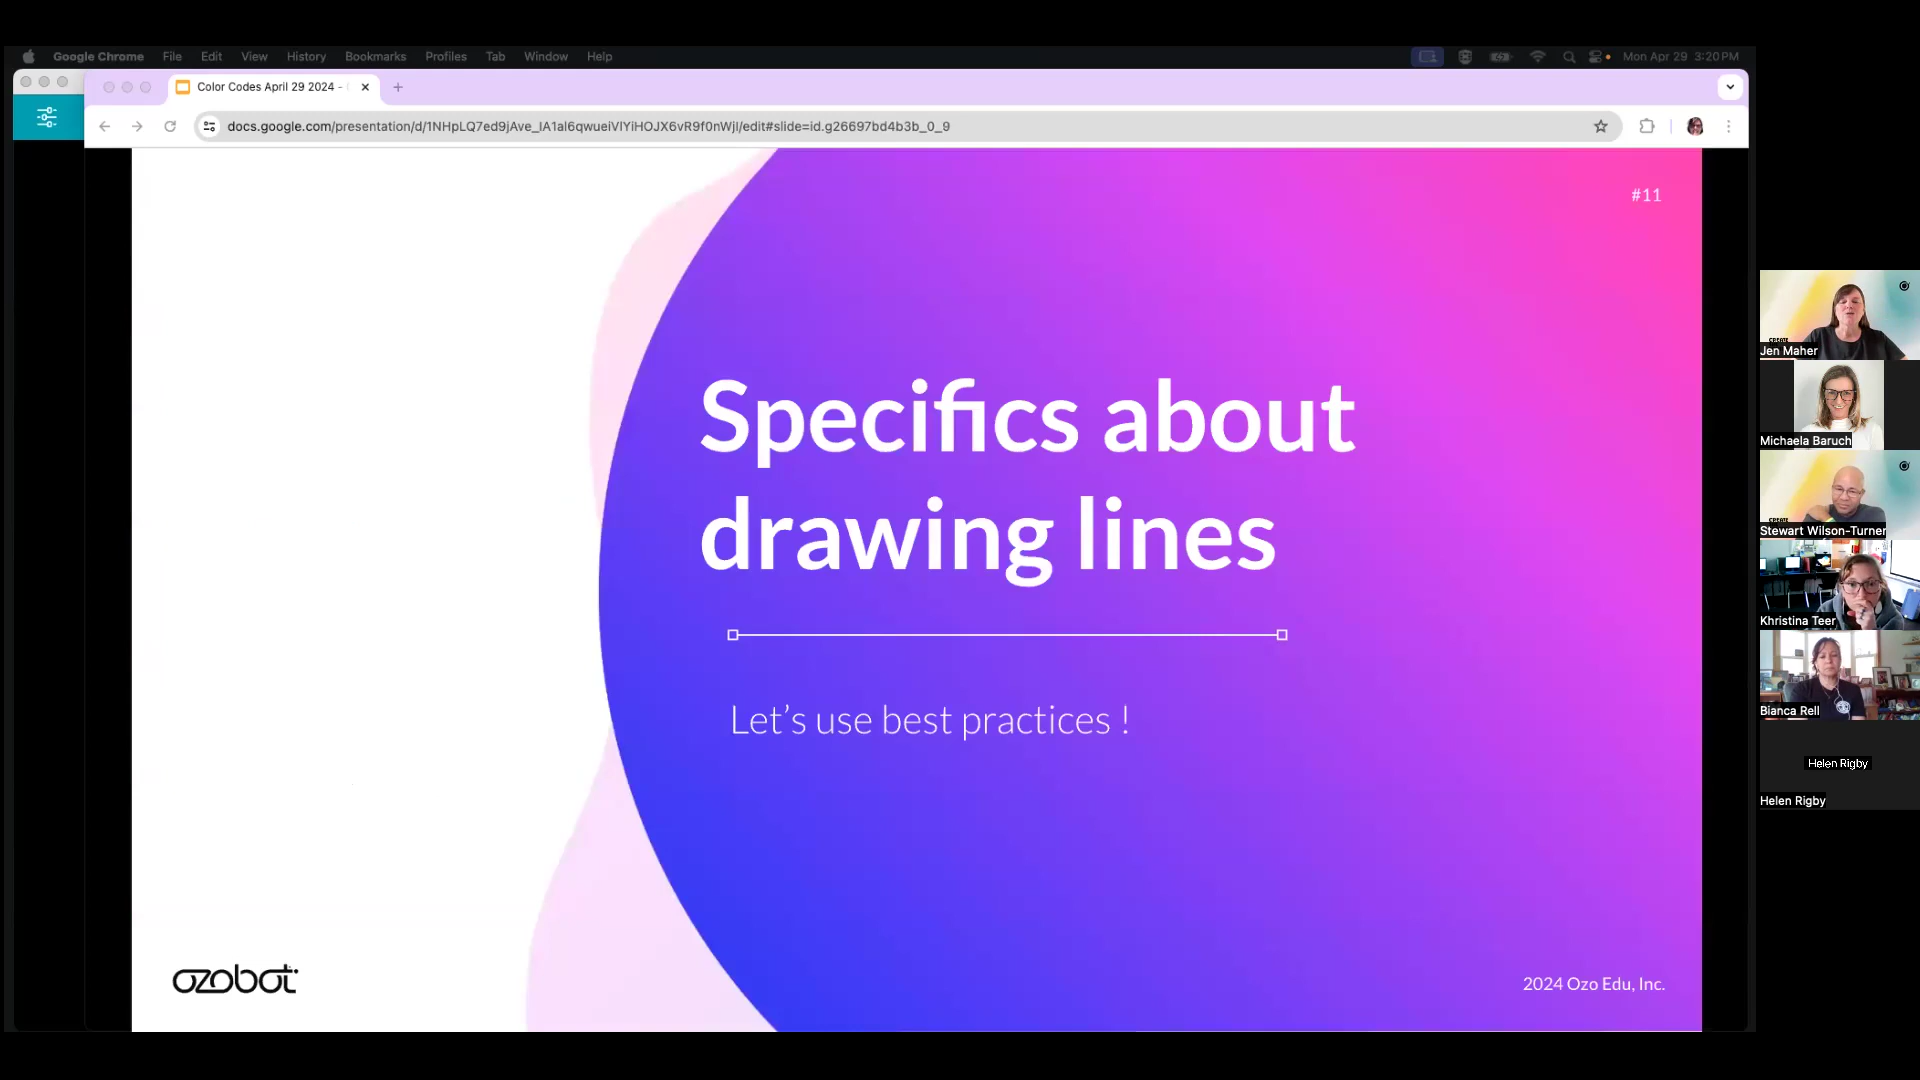 Google Chrome File Edit View History Bookmarks Profiles Tab Window Help Mon Apr 29 3:20 PM
Color Codes April 29 2024 -
docs.google.com/presentation/d/1NHpLQ7ed9jAve_IA1al6qwueiVlYiHOJX6vR9f0nWjI/edit#slide=id.g26697bd4b3b_0_9
#11
Specifics about
drawing lines
Let's use best practices !
ozobot
2024 Ozo Edu, Inc.
CREATE
Jen Maher
Michaela Baruch
CREATE
Stewart Wilson-Turner
Khristina Teer
Bianca Rell
Helen Rigby
Helen Rigby